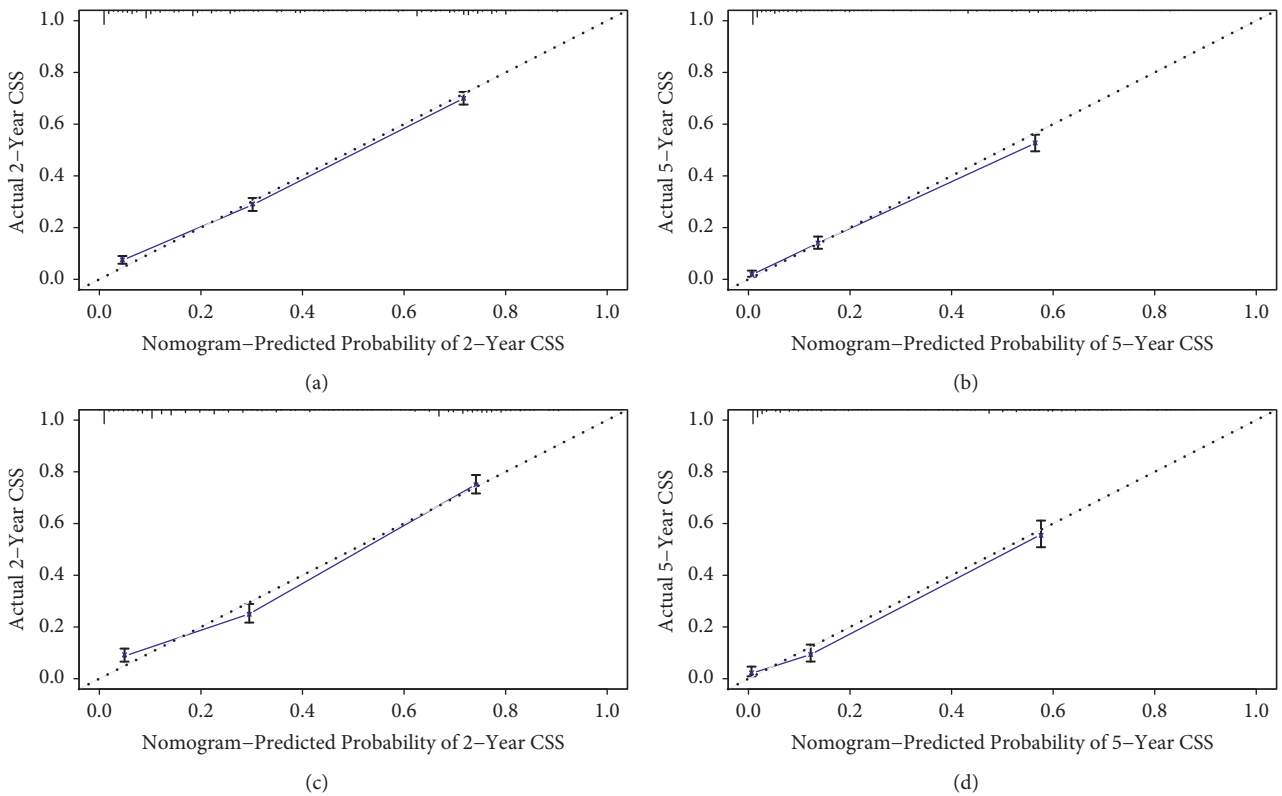 Actual 2−Year CSS
1.0
0.8
0.6
0.4
0.2
0.0
0.0 0.2 0.4 0.6 0.8 1.0
Nomogram−Predicted Probability of 2−Year CSS
(a)
Actual 5−Year CSS
1.0
0.8
0.6
0.4
0.2
0.0
0.0 0.2 0.4 0.6 0.8 1.0
Nomogram−Predicted Probability of 5−Year CSS
(b)
Actual 2−Year CSS
1.0
0.8
0.6
0.4
0.2
0.0
0.0 0.2 0.4 0.6 0.8 1.0
Nomogram−Predicted Probability of 2−Year CSS
(c)
Actual 5−Year CSS
1.0
0.8
0.6
0.4
0.2
0.0
0.0 0.2 0.4 0.6 0.8 1.0
Nomogram−Predicted Probability of 5−Year CSS
(d)